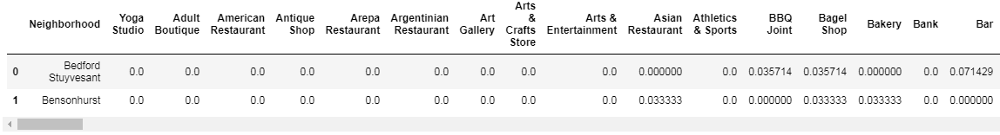 Neighborhood Yoga Studio Adult Boutique American Restaurant Antique Shop Arepa Restaurant Argentinian Restaurant Art Gallery Arts & Crafts Store Arts & Entertainment Asian Restaurant Athletics & Sports BBQ Joint Bagel Shop Bakery Bank Bar
0 Bedford Stuyvesant 0.0 0.0 0.0 0.0 0.0 0.0 0.0 0.0 0.0 0.000000 0.0 0.035714 0.035714 0.000000 0.0 0.071429
1 Bensonhurst 0.0 0.0 0.0 0.0 0.0 0.0 0.0 0.0 0.0 0.033333 0.0 0.000000 0.033333 0.033333 0.0 0.000000